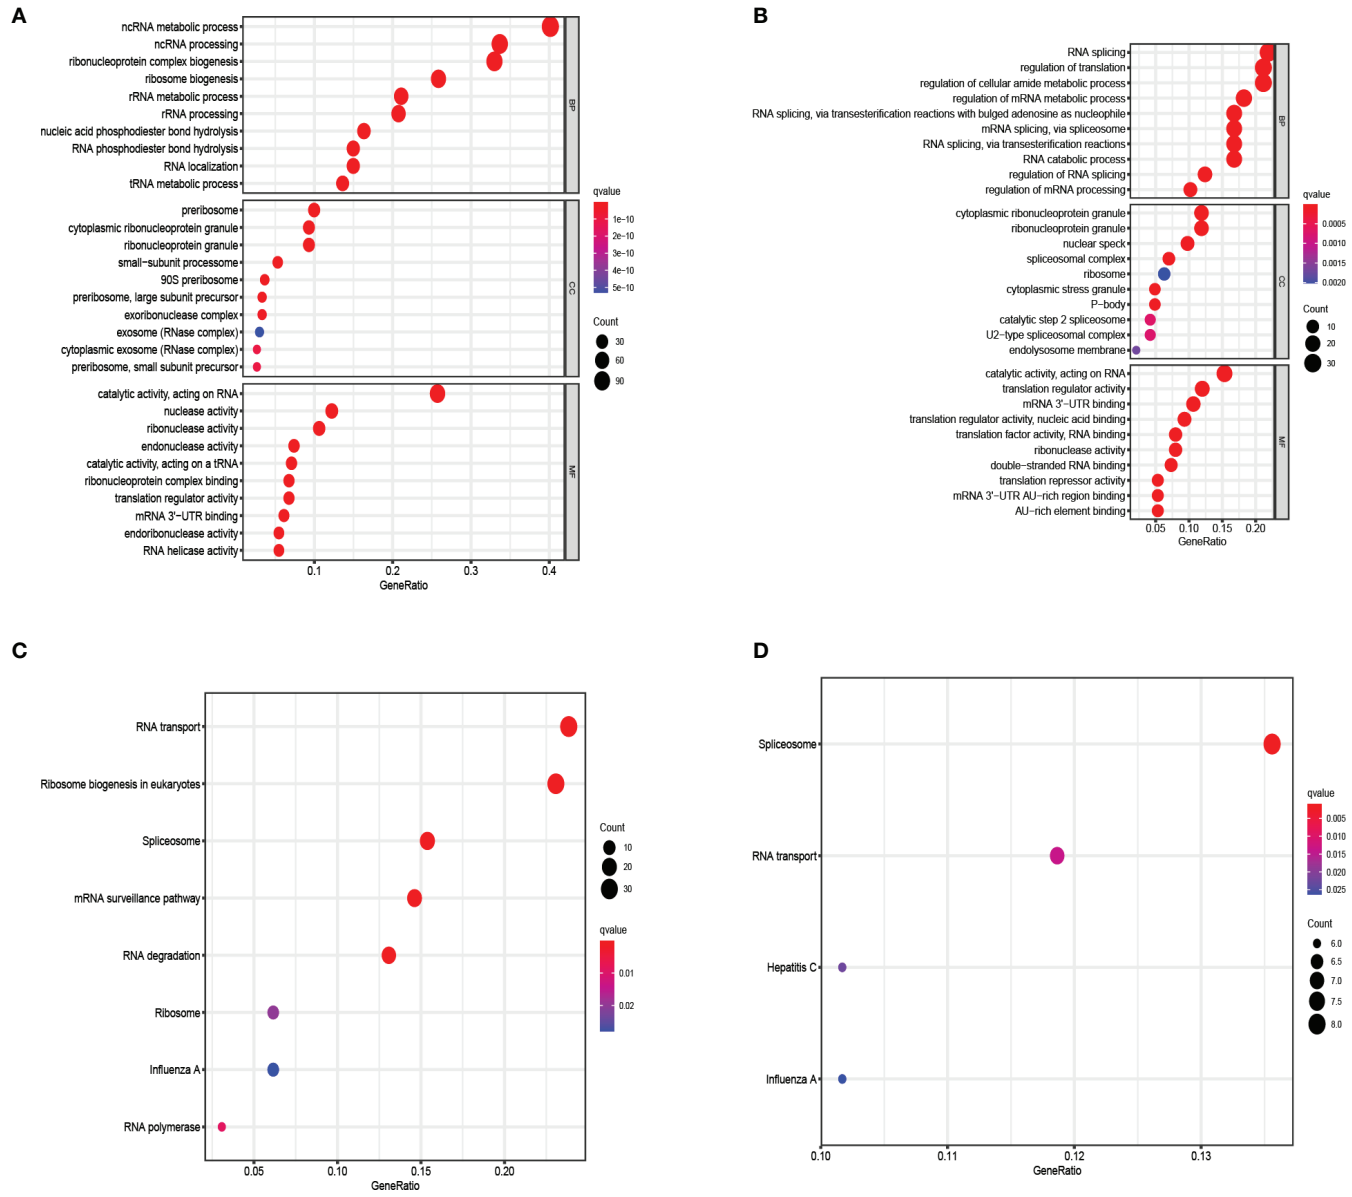 A
ncRNA metabolic process
ncRNA processing
ribonucleoprotein complex biogenesis
ribosome biogenesis
rRNA metabolic process
rRNA processing
nucleic acid phosphodiester bond hydrolysis
RNA phosphodiester bond hydrolysis
RNA localization
tRNA metabolic process
BP
preribosome
cytoplasmic ribonucleoprotein granule
ribonucleoprotein granule
small−subunit processome
90S preribosome
preribosome, large subunit precursor
exoribonuclease complex
exosome (RNase complex)
cytoplasmic exosome (RNase complex)
preribosome, small subunit precursor
CC
catalytic activity, acting on RNA
nuclease activity
ribonuclease activity
endonuclease activity
catalytic activity, acting on a tRNA
ribonucleoprotein complex binding
translation regulator activity
mRNA 3'−UTR binding
endoribonuclease activity
RNA helicase activity
MF
0.1 0.2 0.3 0.4
GeneRatio
qvalue
1e−10
2e−10
3e−10
4e−10
5e−10
Count
30
60
90
B
RNA splicing
regulation of translation
regulation of cellular amide metabolic process
regulation of mRNA metabolic process
RNA splicing, via transesterification reactions with bulged adenosine as nucleophile
mRNA splicing, via spliceosome
RNA splicing, via transesterification reactions
RNA catabolic process
regulation of RNA splicing
regulation of mRNA processing
BP
cytoplasmic ribonucleoprotein granule
ribonucleoprotein granule
nuclear speck
spliceosomal complex
ribosome
cytoplasmic stress granule
P−body
catalytic step 2 spliceosome
U2−type spliceosomal complex
endolysosome membrane
CC
catalytic activity, acting on RNA
translation regulator activity
mRNA 3'−UTR binding
translation regulator activity, nucleic acid binding
translation factor activity, RNA binding
ribonuclease activity
double−stranded RNA binding
translation repressor activity
mRNA 3'−UTR AU−rich region binding
AU−rich element binding
MF
0.05 0.10 0.15 0.20
GeneRatio
qvalue
0.0005
0.0010
0.0015
0.0020
Count
10
20
30
C
RNA transport
Ribosome biogenesis in eukaryotes
Spliceosome
mRNA surveillance pathway
RNA degradation
Ribosome
Influenza A
RNA polymerase
0.05 0.10 0.15 0.20
GeneRatio
Count
10
20
30
qvalue
0.01
0.02
D
Spliceosome
RNA transport
Hepatitis C
Influenza A
0.10 0.11 0.12 0.13
GeneRatio
qvalue
0.005
0.010
0.015
0.020
0.025
Count
6.0
6.5
7.0
7.5
8.0